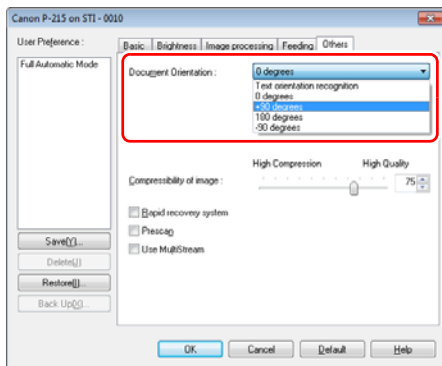 Canon P-215 on STI - 0010
User Preference :
Full Automatic Mode
Save(Y)...
Delete(J)
Restore(I)...
Back Up(X)...
Basic Brightness Image processing Feeding Others
Document Orientation :
0 degrees
Text orientation recognition
0 degrees
+90 degrees
180 degrees
-90 degrees
High Compression High Quality
Compressibility of image :
75
Rapid recovery system
Prescan
Use MultiStream
OK Cancel Default Help